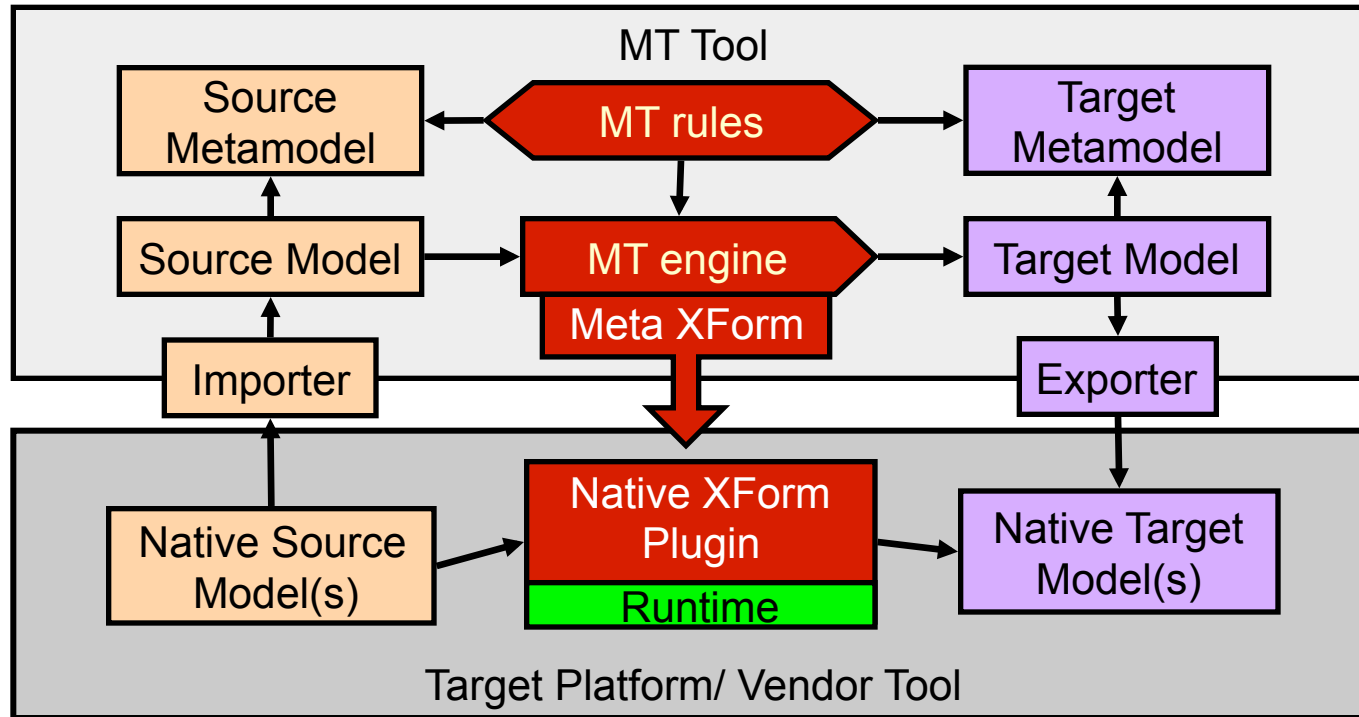 MT Tool
Source
Metamodel
MT rules
Target
Metamodel
Source Model
MT engine
Target Model
Meta XForm
Importer
Exporter
Native Source
Model(s)
Native XForm
Plugin
Runtime
Native Target
Model(s)
Target Platform/ Vendor Tool